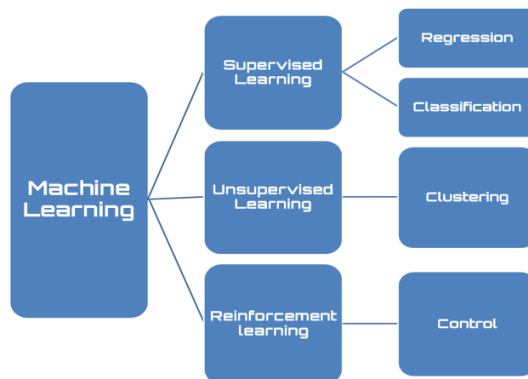 Machine
Learning
Supervised
Learning
Regression
Classification
Unsupervised
Learning
Clustering
Reinforcement
learning
Control